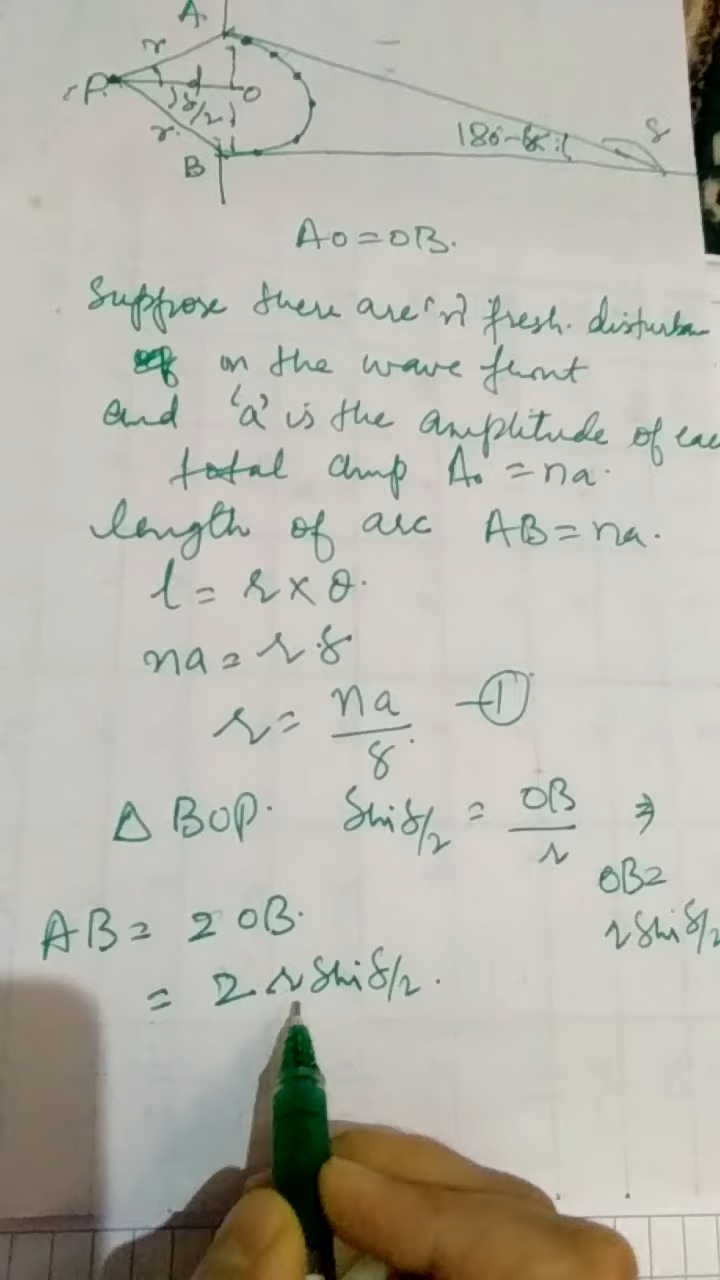 A
r
P
δ/2
O
r
B
180-δ
δ
AO = OB.
Suppose there are 'n' fresh disturba
on the wave front
and 'a' is the amplitude of eac
total amp A₀ = na.
length of arc AB = na.
l = r × θ.
na = r δ
r = na/δ —①
Δ BOP. Sin δ/2 = OB/r ⇒
OB =
r Sin δ/2
AB = 2 OB.
= 2 r Sin δ/2.